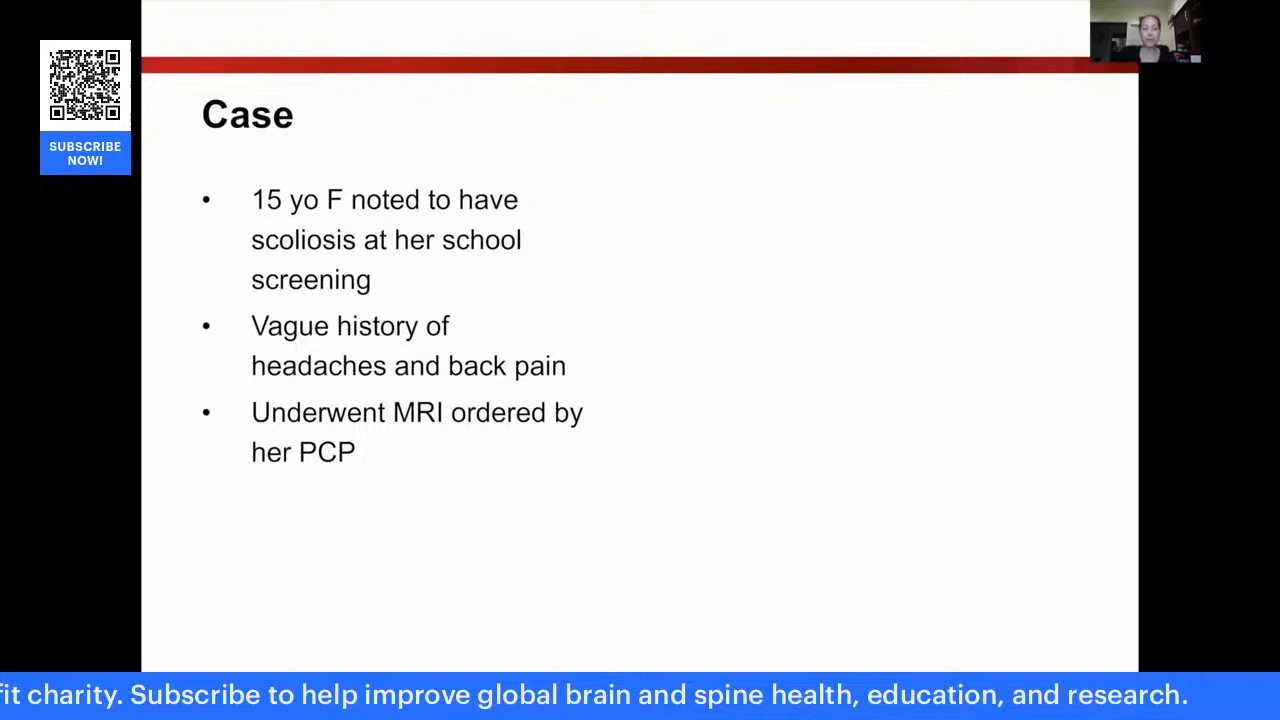 SUBSCRIBE
NOW!
Case
• 15 yo F noted to have
scoliosis at her school
screening
• Vague history of
headaches and back pain
• Underwent MRI ordered by
her PCP
fit charity. Subscribe to help improve global brain and spine health, education, and research.